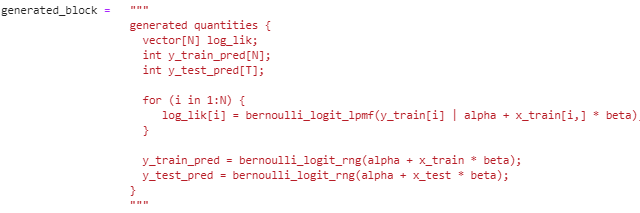 generated_block =   """
generated quantities {
  vector[N] log_lik;
  int y_train_pred[N];
  int y_test_pred[T];

  for (i in 1:N) {
     log_lik[i] = bernoulli_logit_lpmf(y_train[i] | alpha + x_train[i,] * beta)
  }

  y_train_pred = bernoulli_logit_rng(alpha + x_train * beta);
  y_test_pred = bernoulli_logit_rng(alpha + x_test * beta);
}
"""